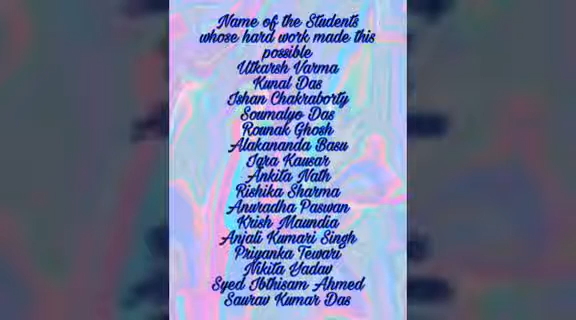 Name of the Students
whose hard work made this
possible
Utkarsh Varma
Kunal Das
Ishan Chakraborty
Soumalyo Das
Rounak Ghosh
Alakananda Basu
Iqra Kausar
Ankita Nath
Rishika Sharma
Anuradha Paswan
Krish Maundia
Anjali Kumari Singh
Priyanka Tewari
Nikita Yadav
Syed Ibthisam Ahmed
Saurav Kumar Das